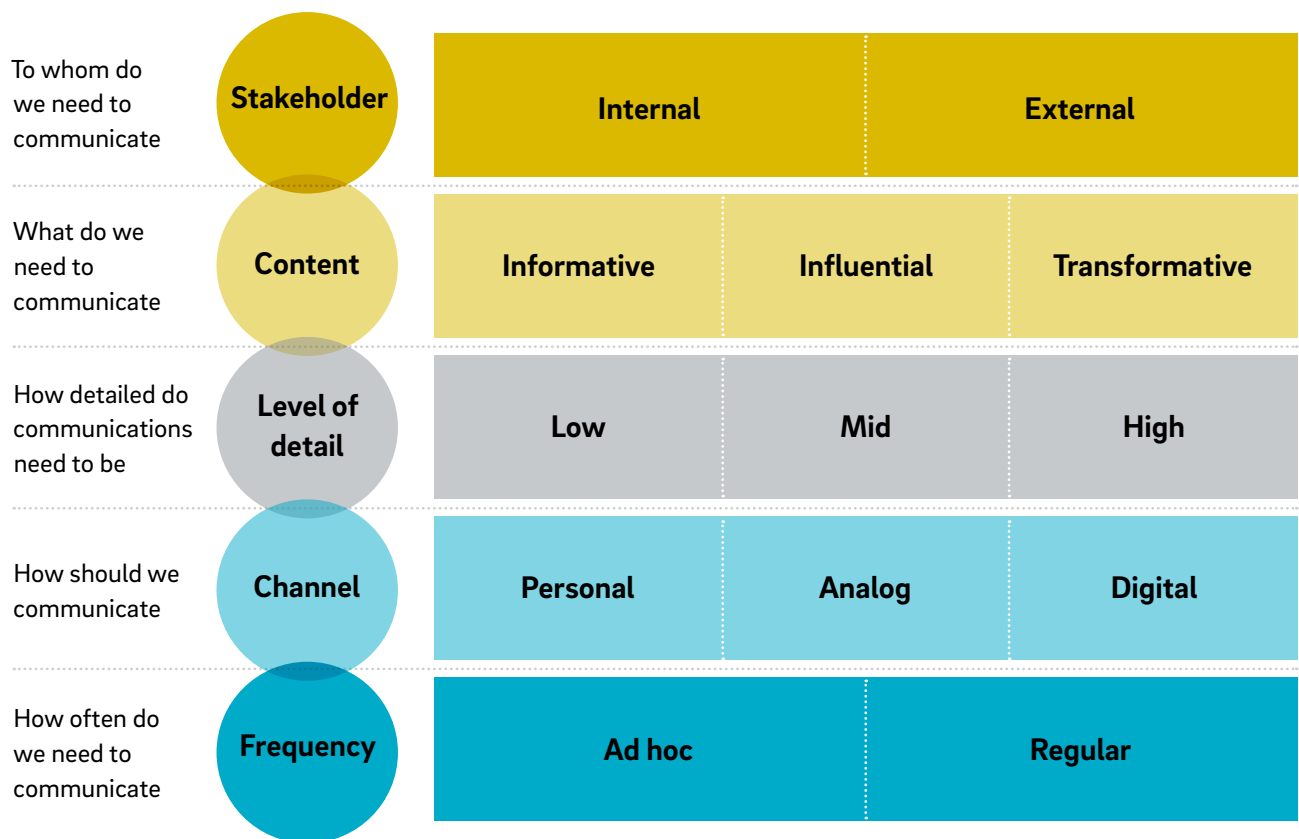 To whom do
we need to
communicate
Stakeholder
Internal
External
What do we
need to
communicate
Content
Informative
Influential
Transformative
How detailed do
communications
need to be
Level of
detail
Low
Mid
High
How should we
communicate
Channel
Personal
Analog
Digital
How often do
we need to
communicate
Frequency
Ad hoc
Regular